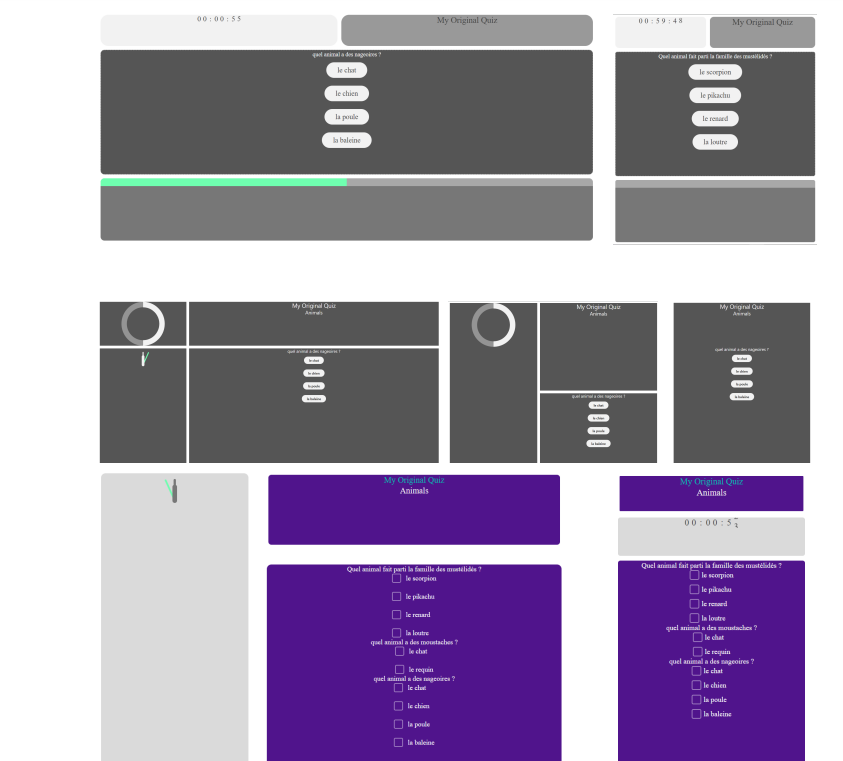 00:00:55
My Original Quiz
quel animal a des nageoires ?
le chat
le chien
la poule
la baleine
00:59:48
My Original Quiz
Quel animal fait parti la famille des mustélidés ?
le scorpion
le pikachu
le renard
la loutre
My Original Quiz
Animals
quel animal a des nageoires ?
le chat
le chien
la poule
la baleine
My Original Quiz
Animals
quel animal a des nageoires ?
le chat
le chien
la poule
la baleine
My Original Quiz
Animals
quel animal a des nageoires ?
le chat
le chien
la poule
la baleine
My Original Quiz
Animals
Quel animal fait parti la famille des mustélidés ?
le scorpion
le pikachu
le renard
la loutre
quel animal a des moustaches ?
le chat
le requin
quel animal a des nageoires ?
le chat
le chien
la poule
la baleine
My Original Quiz
Animals
00:00:5
Quel animal fait parti la famille des mustélidés ?
le scorpion
le pikachu
le renard
la loutre
quel animal a des moustaches ?
le chat
le requin
quel animal a des nageoires ?
le chat
le chien
la poule
la baleine